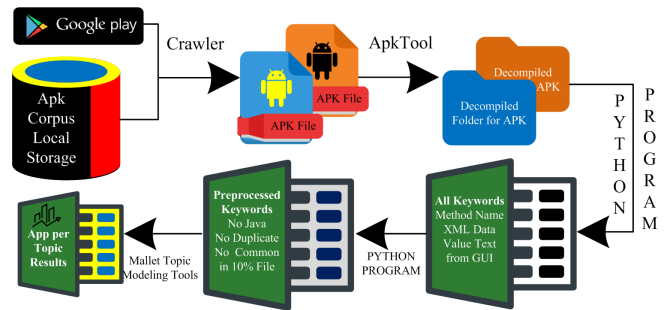 Google play
Crawler
ApkTool
Apk
Corpus
Local
Storage
APK File
APK File
Decompiled
APK
Decompiled
Folder for APK
PYTHON
PROGRAM
App per
Topic
Results
Mallet Topic
Modeling Tools
Preprocessed
Keywords
No Java
No Duplicate
No Common
in 10% File
PYTHON
PROGRAM
All Keywords
Method Name
XML Data
Value Text
from GUI